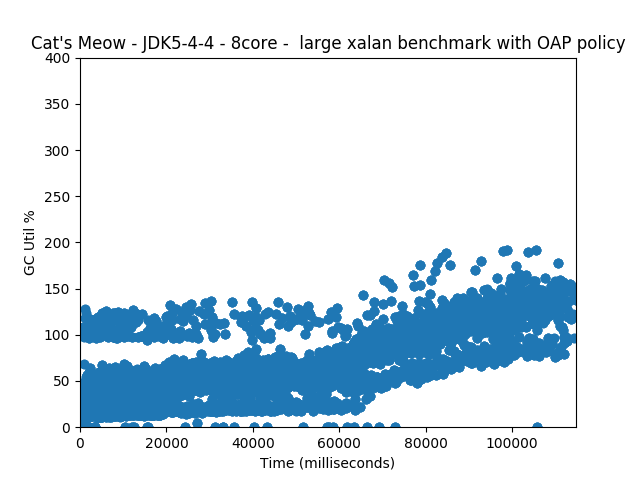 Cat's Meow - JDK5-4-4 - 8core -  large xalan benchmark with OAP policy
400
350
300
250
200
150
100
50
0
GC Util %
0 20000 40000 60000 80000 100000
Time (milliseconds)